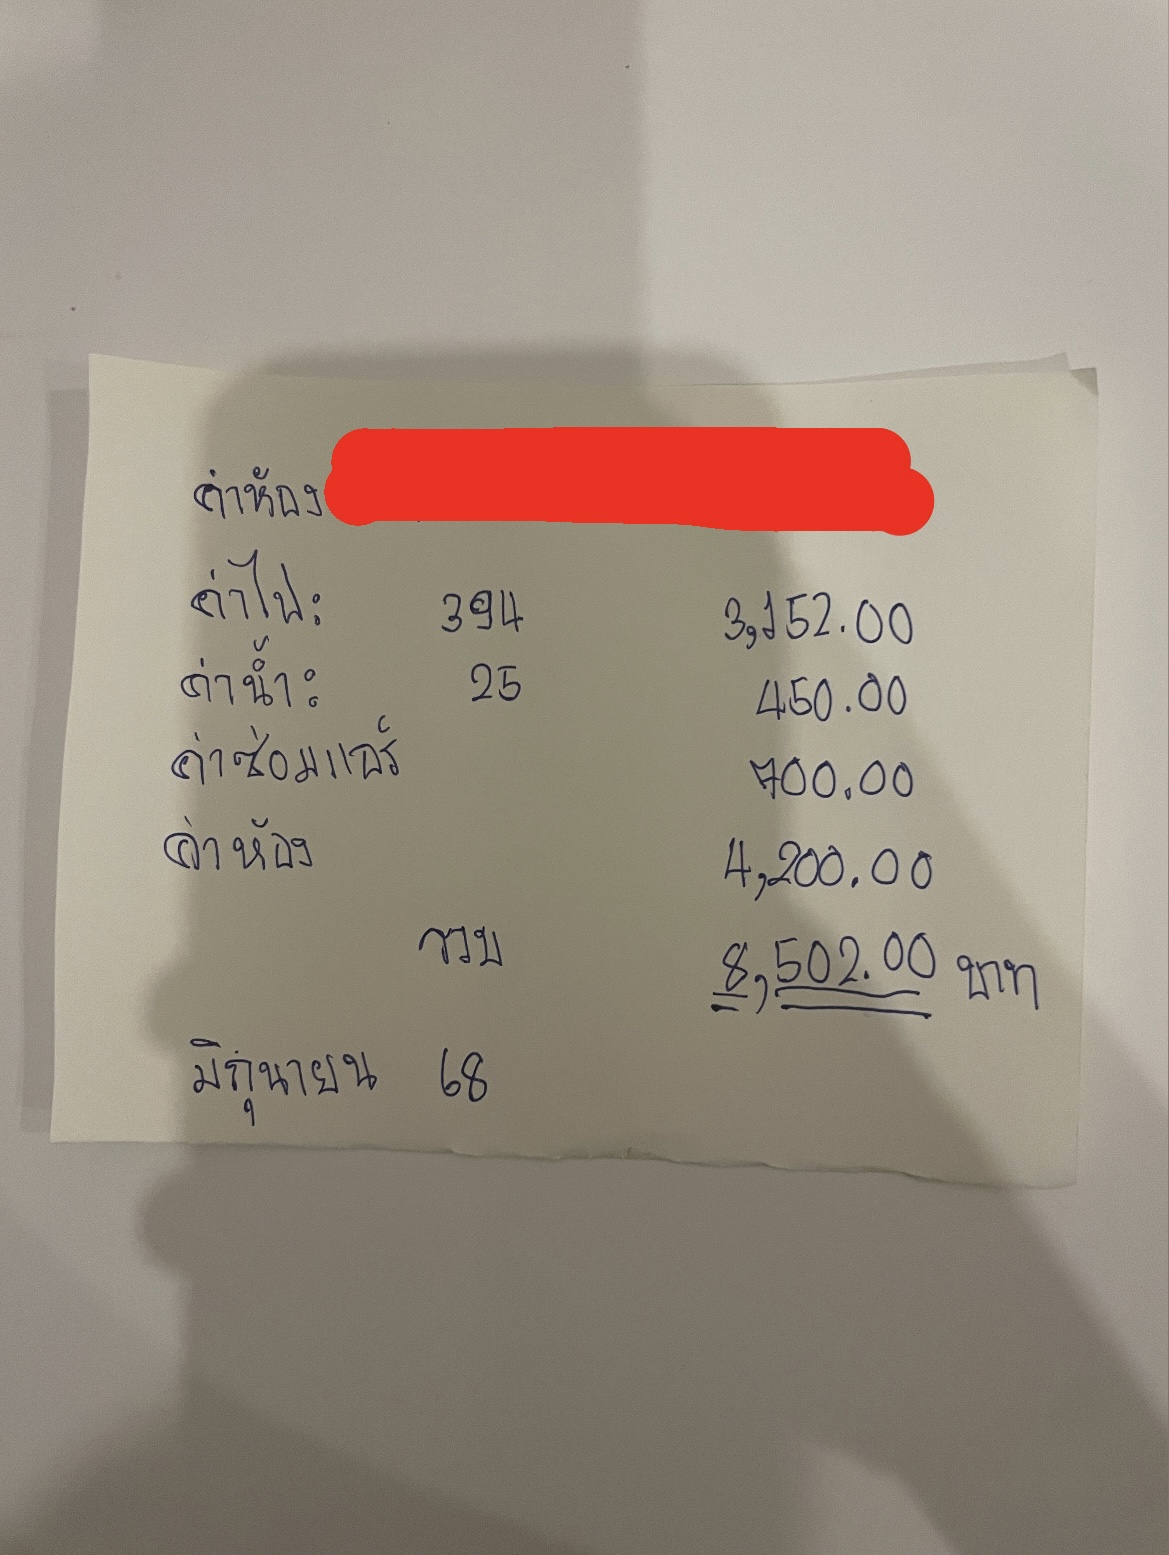 ค่าห้อง
ค่าไฟ: 394 3,152.00
ค่าน้ำ: 25 450.00
ค่าซ่อมแอร์ 700.00
ค่าห้อง 4,200.00
รวม 8,502.00 บาท
มิถุนายน 68